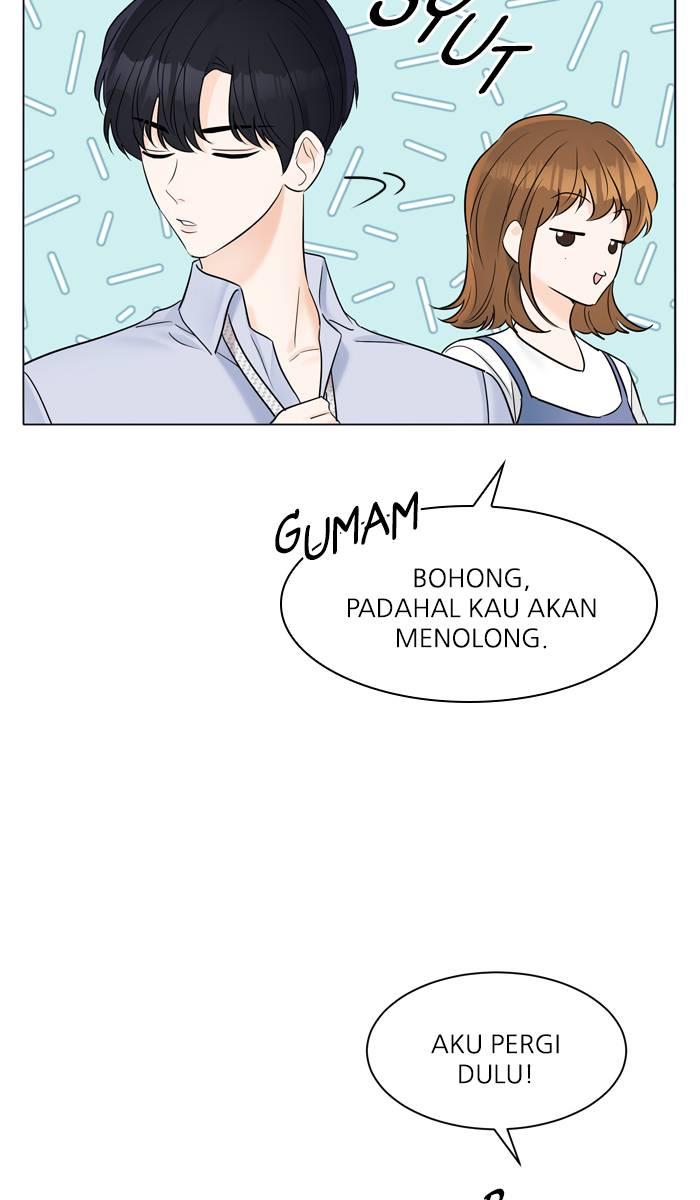 SYUT
GUMAM
BOHONG,
PADAHAL KAU AKAN
MENOLONG.
AKU PERGI
DULU!